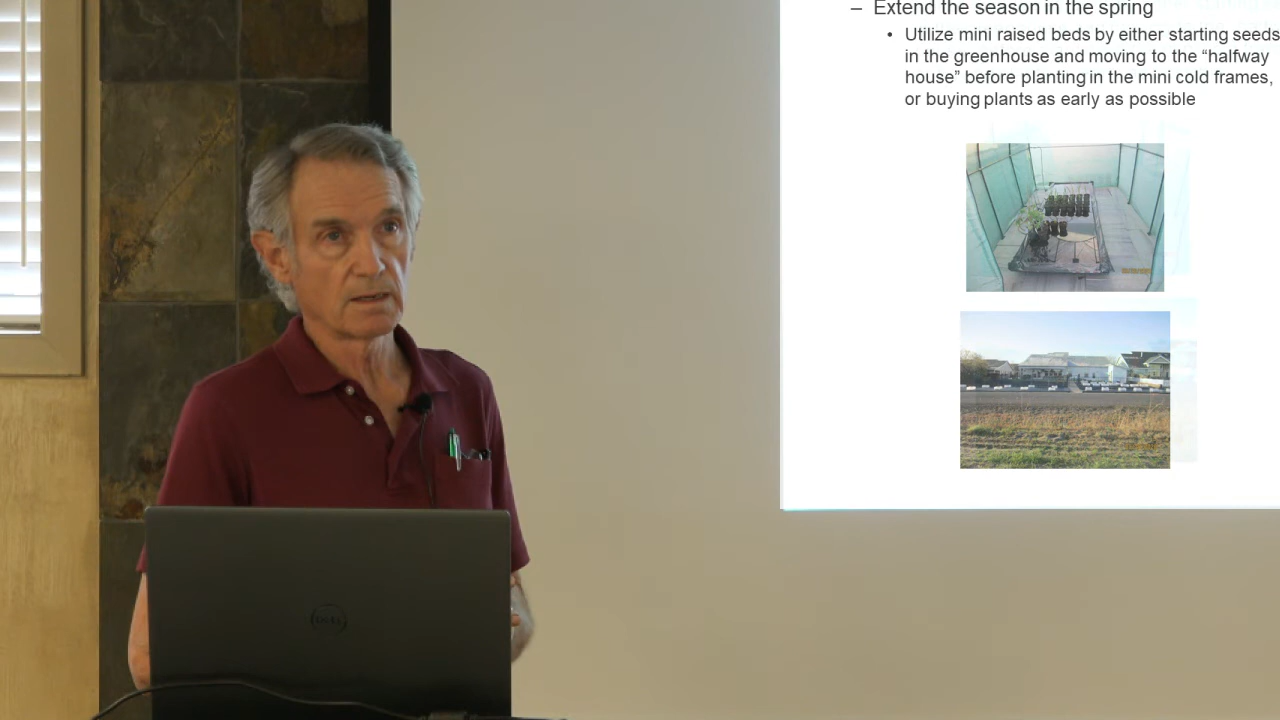 – Extend the season in the spring
• Utilize mini raised beds by either starting seeds
in the greenhouse and moving to the “halfway
house” before planting in the mini cold frames,
or buying plants as early as possible
DELL